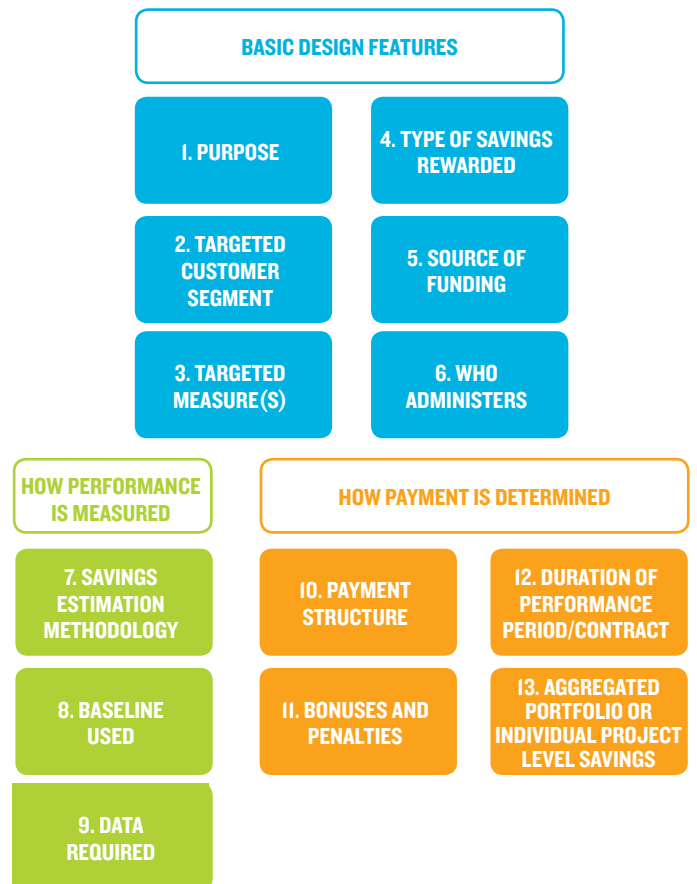 BASIC DESIGN FEATURES
1. PURPOSE
4. TYPE OF SAVINGS
REWARDED
2. TARGETED
CUSTOMER
SEGMENT
5. SOURCE OF
FUNDING
3. TARGETED
MEASURE(S)
6. WHO
ADMINISTERS
HOW PERFORMANCE
IS MEASURED
7. SAVINGS
ESTIMATION
METHODOLOGY
8. BASELINE
USED
9. DATA
REQUIRED
HOW PAYMENT IS DETERMINED
10. PAYMENT
STRUCTURE
12. DURATION OF
PERFORMANCE
PERIOD/CONTRACT
11. BONUSES AND
PENALTIES
13. AGGREGATED
PORTFOLIO OR
INDIVIDUAL PROJECT
LEVEL SAVINGS